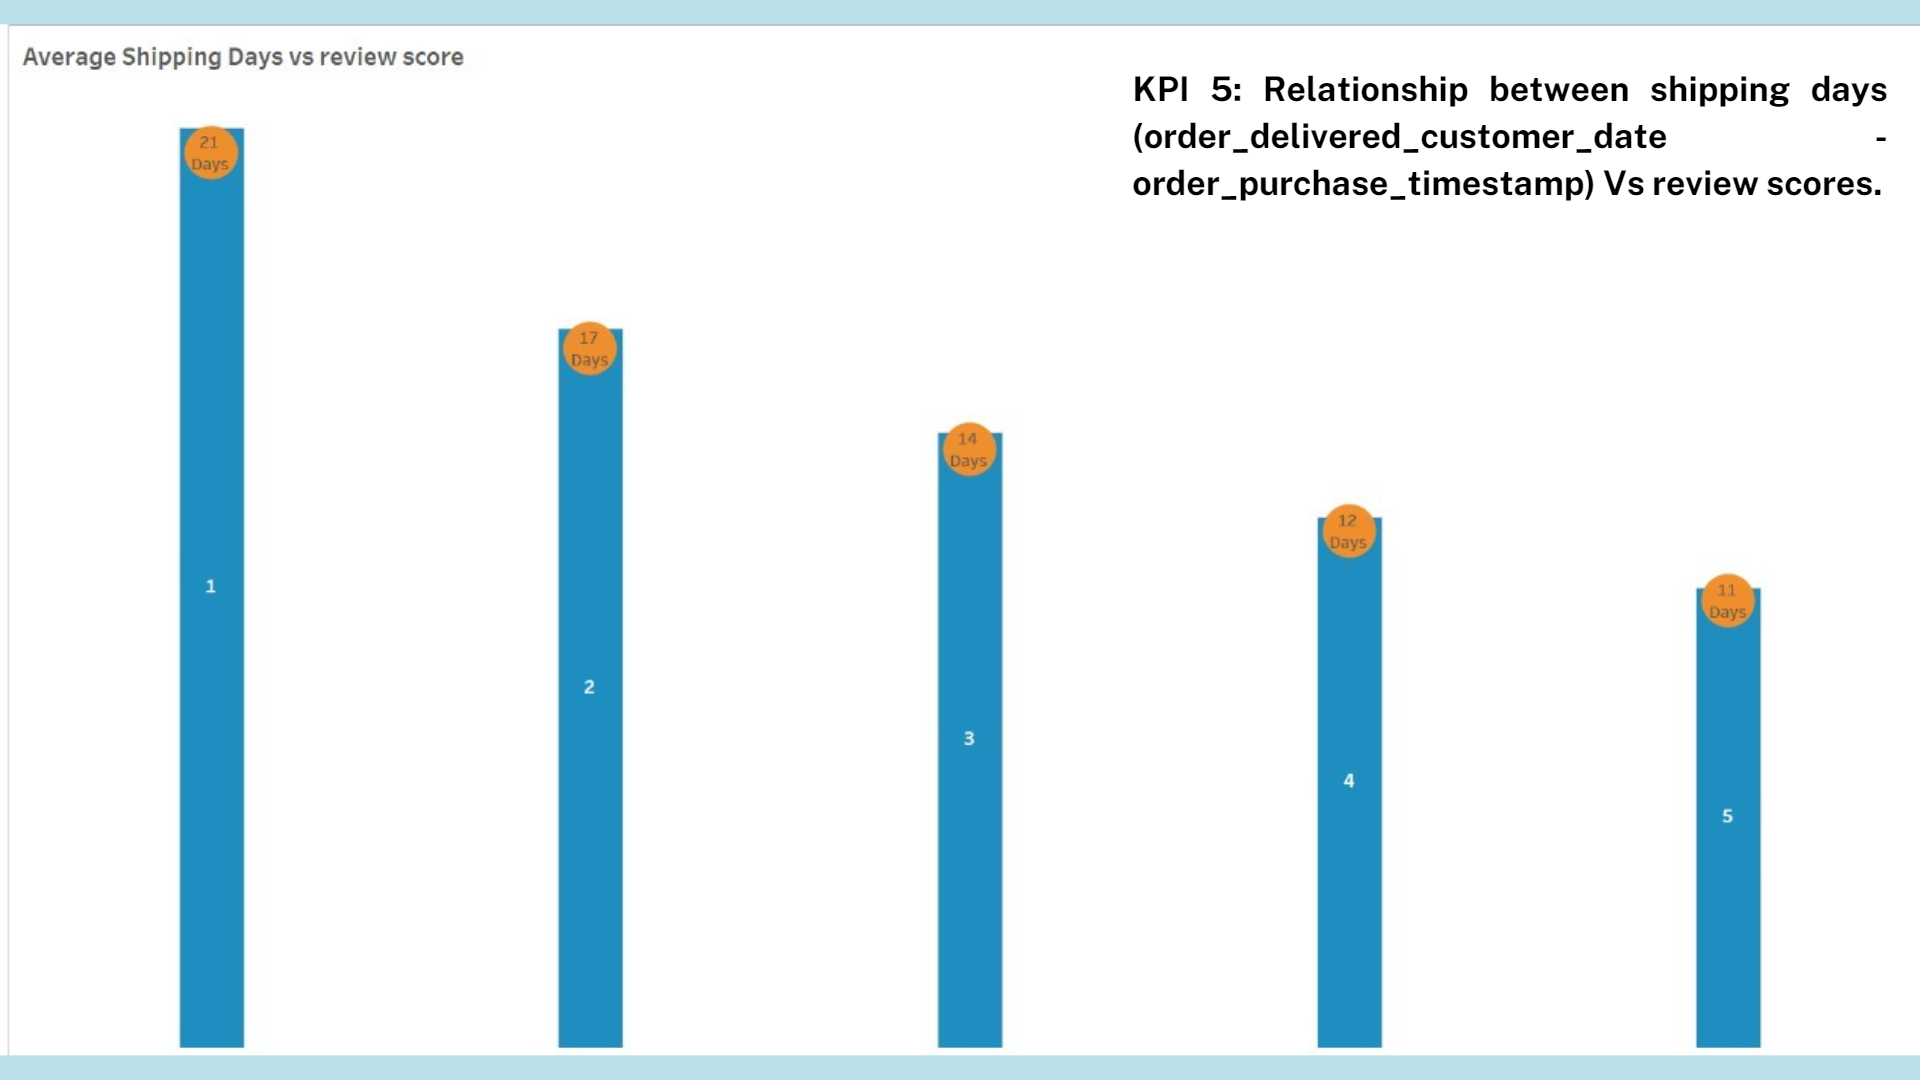 Average Shipping Days vs review score
KPI 5: Relationship between shipping days
(order_delivered_customer_date -
order_purchase_timestamp) Vs review scores.
21
Days
17
Days
14
Days
12
Days
11
Days
1
2
3
4
5